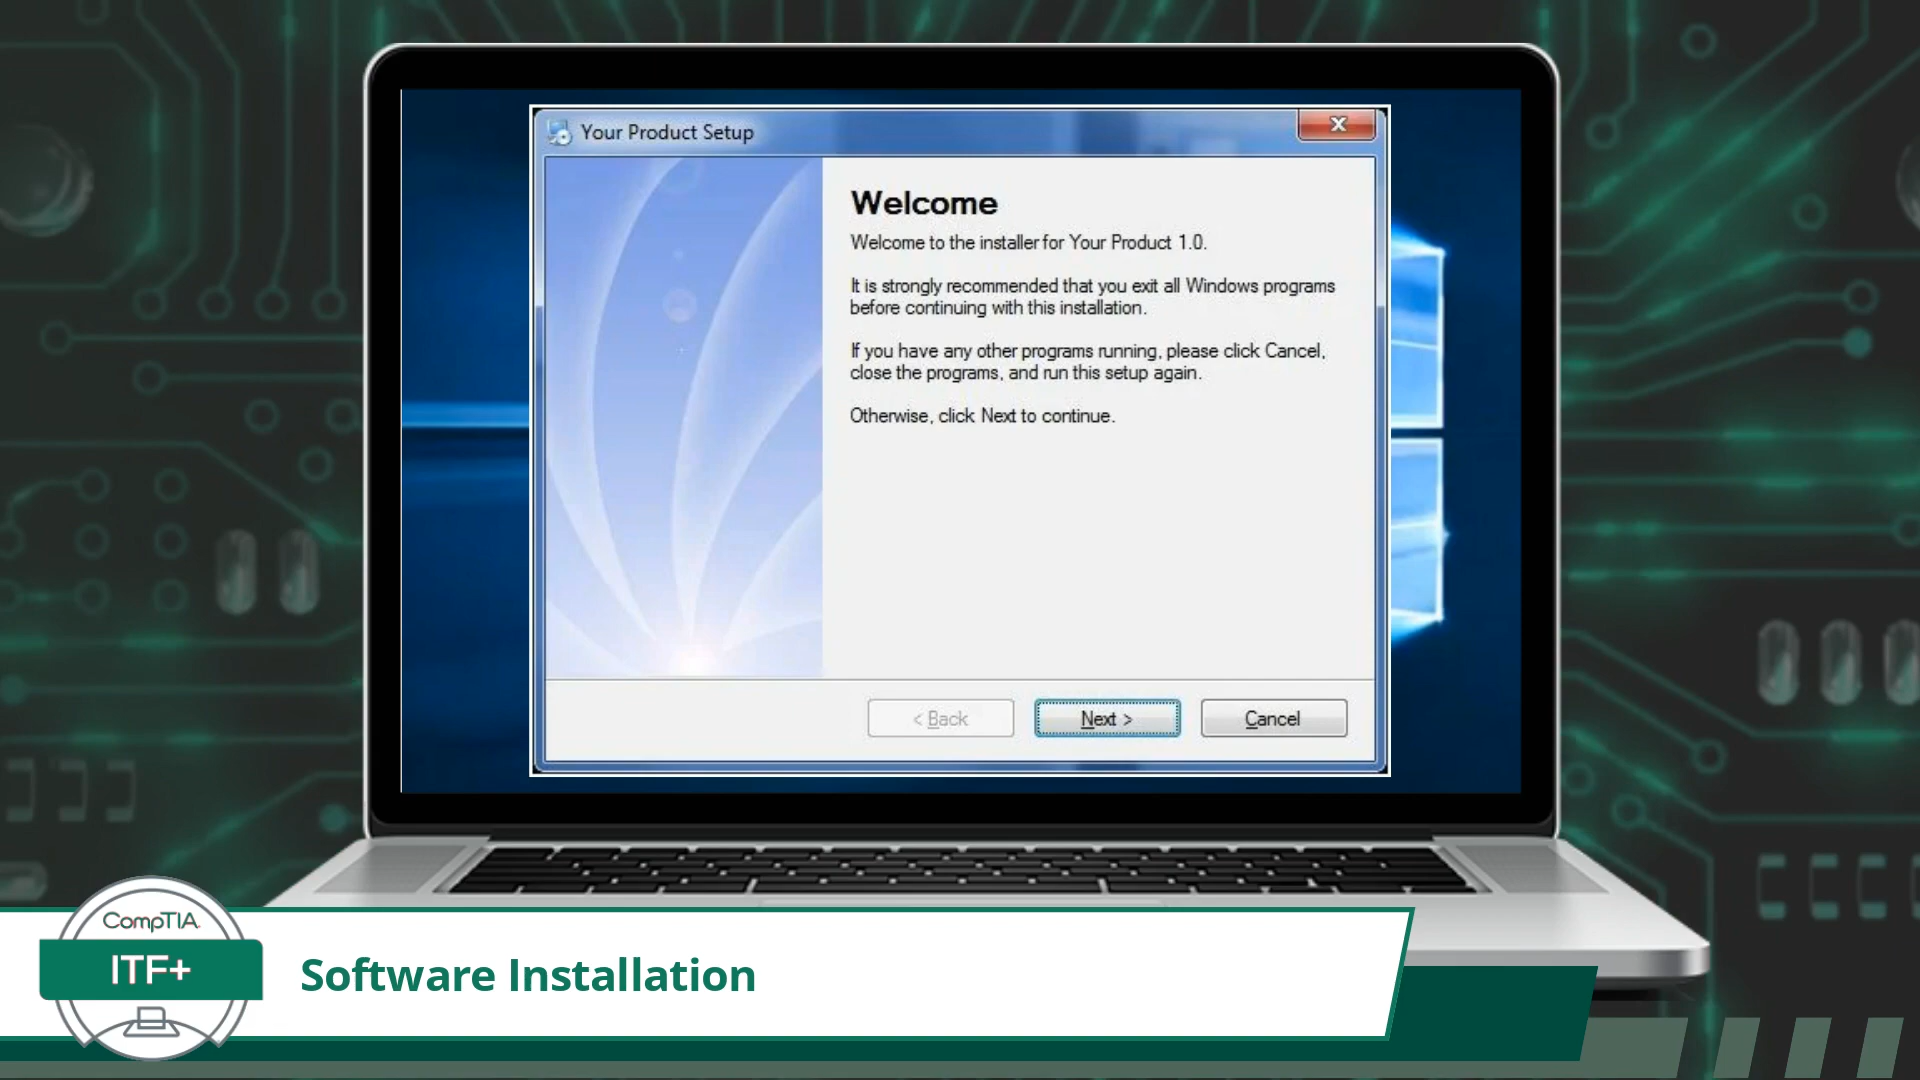 Your Product Setup
Welcome
Welcome to the installer for Your Product 1.0.
It is strongly recommended that you exit all Windows programs
before continuing with this installation.
If you have any other programs running, please click Cancel,
close the programs, and run this setup again.
Otherwise, click Next to continue.
< Back
Next >
Cancel
CompTIA
ITF+
Software Installation